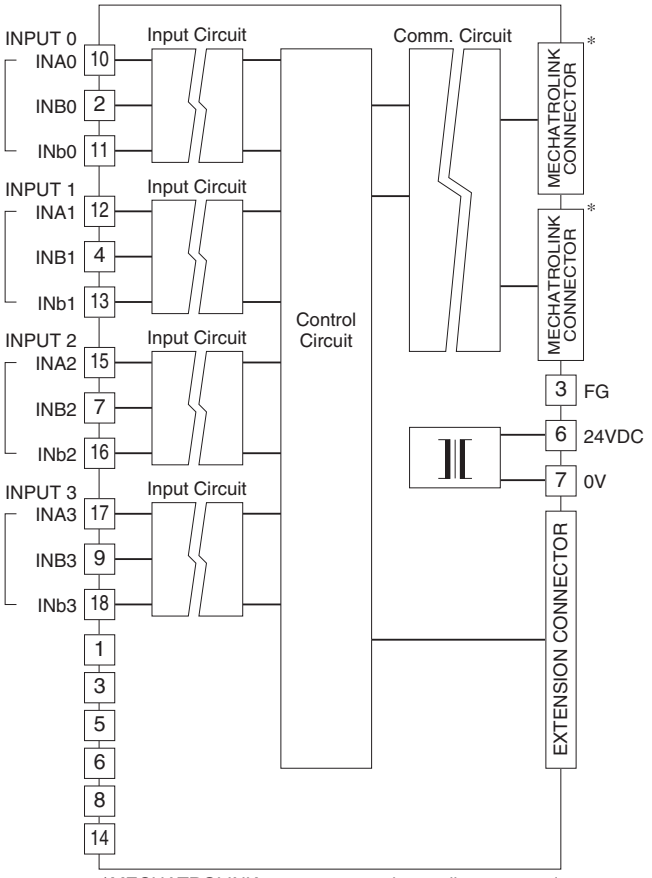 INPUT 0
INA0 10
INB0 2
INb0 11
Input Circuit
INPUT 1
INA1 12
INB1 4
INb1 13
Input Circuit
INPUT 2
INA2 15
INB2 7
INb2 16
Input Circuit
INPUT 3
INA3 17
INB3 9
INb3 18
Input Circuit
1
3
5
6
8
14
Control
Circuit
Comm. Circuit
MECHATROLINK
CONNECTOR
*
MECHATROLINK
CONNECTOR
*
3 FG
6 24VDC
7 0V
EXTENSION CONNECTOR